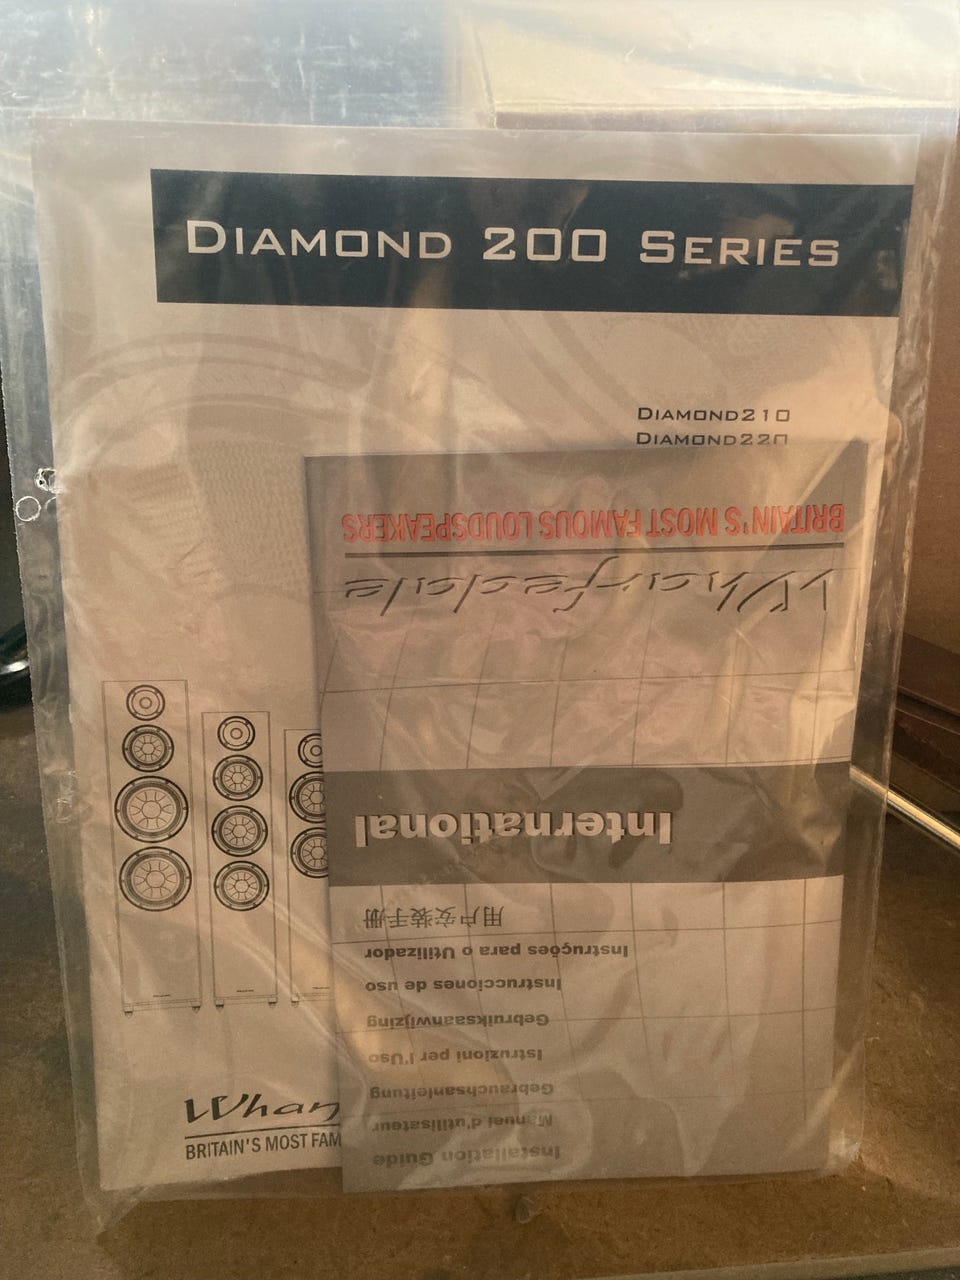 DIAMOND 200 SERIES
DIAMOND210
DIAMOND220
BRITAIN'S MOST FAM
Installation Guide
Manuel d'utilisateur
Gebrauchsanleitung
Istruzioni per l'Uso
Gebruiksaanwijzing
Instrucciones de uso
Instruções para o Utilizador
用户安装手册
International
Wharfedale
BRITAIN'S MOST FAMOUS LOUDSPEAKERS